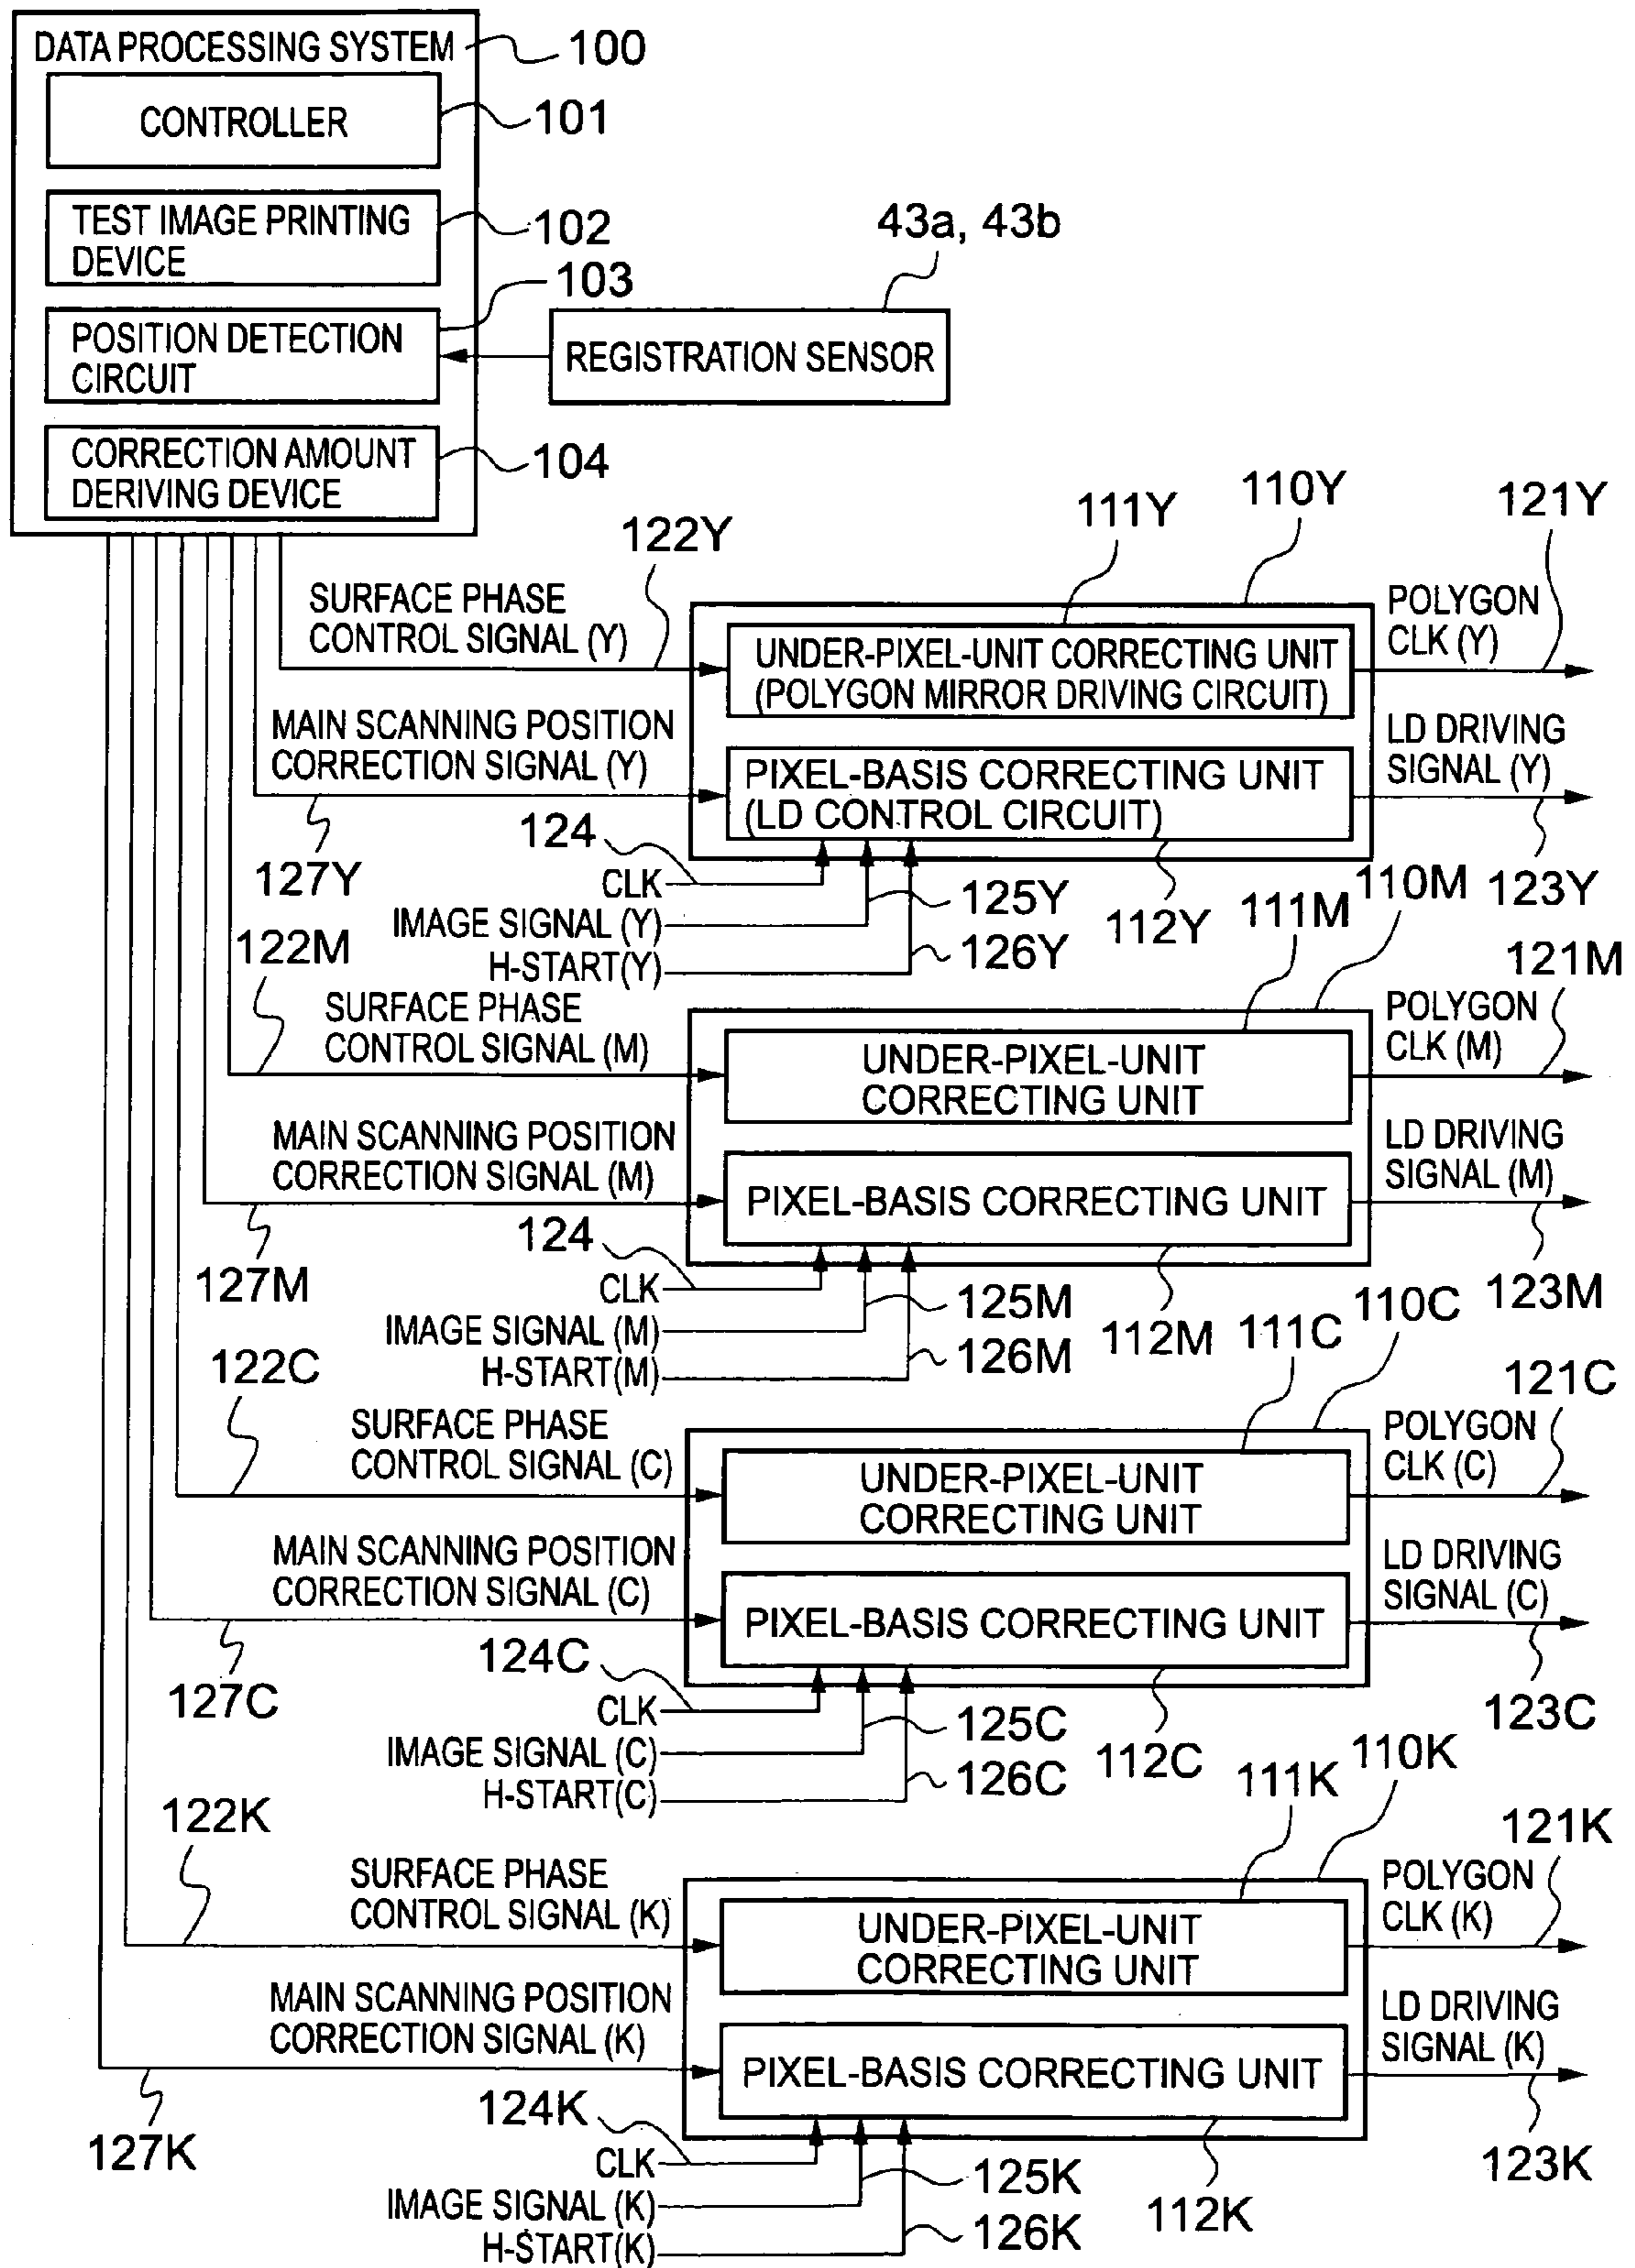 DATA PROCESSING SYSTEM
100
CONTROLLER
101
TEST IMAGE PRINTING
DEVICE
102
103
43a, 43b
POSITION DETECTION
CIRCUIT
REGISTRATION SENSOR
CORRECTION AMOUNT
DERIVING DEVICE
104
122Y
111Y
110Y
121Y
SURFACE PHASE
CONTROL SIGNAL (Y)
UNDER-PIXEL-UNIT CORRECTING UNIT
(POLYGON MIRROR DRIVING CIRCUIT)
POLYGON
CLK (Y)
MAIN SCANNING POSITION
CORRECTION SIGNAL (Y)
PIXEL-BASIS CORRECTING UNIT
(LD CONTROL CIRCUIT)
LD DRIVING
SIGNAL (Y)
127Y
124
CLK
IMAGE SIGNAL (Y)
H-START(Y)
125Y
126Y
112Y
123Y
122M
111M
110M
121M
SURFACE PHASE
CONTROL SIGNAL (M)
UNDER-PIXEL-UNIT
CORRECTING UNIT
POLYGON
CLK (M)
MAIN SCANNING POSITION
CORRECTION SIGNAL (M)
PIXEL-BASIS CORRECTING UNIT
LD DRIVING
SIGNAL (M)
127M
124
CLK
IMAGE SIGNAL (M)
H-START(M)
125M
126M
112M
123M
122C
111C
110C
121C
SURFACE PHASE
CONTROL SIGNAL (C)
UNDER-PIXEL-UNIT
CORRECTING UNIT
POLYGON
CLK (C)
MAIN SCANNING POSITION
CORRECTION SIGNAL (C)
PIXEL-BASIS CORRECTING UNIT
LD DRIVING
SIGNAL (C)
127C
124C
CLK
IMAGE SIGNAL (C)
H-START(C)
125C
126C
112C
123C
122K
111K
110K
121K
SURFACE PHASE
CONTROL SIGNAL (K)
UNDER-PIXEL-UNIT
CORRECTING UNIT
POLYGON
CLK (K)
MAIN SCANNING POSITION
CORRECTION SIGNAL (K)
PIXEL-BASIS CORRECTING UNIT
LD DRIVING
SIGNAL (K)
127K
124K
CLK
IMAGE SIGNAL (K)
H-START(K)
125K
126K
112K
123K